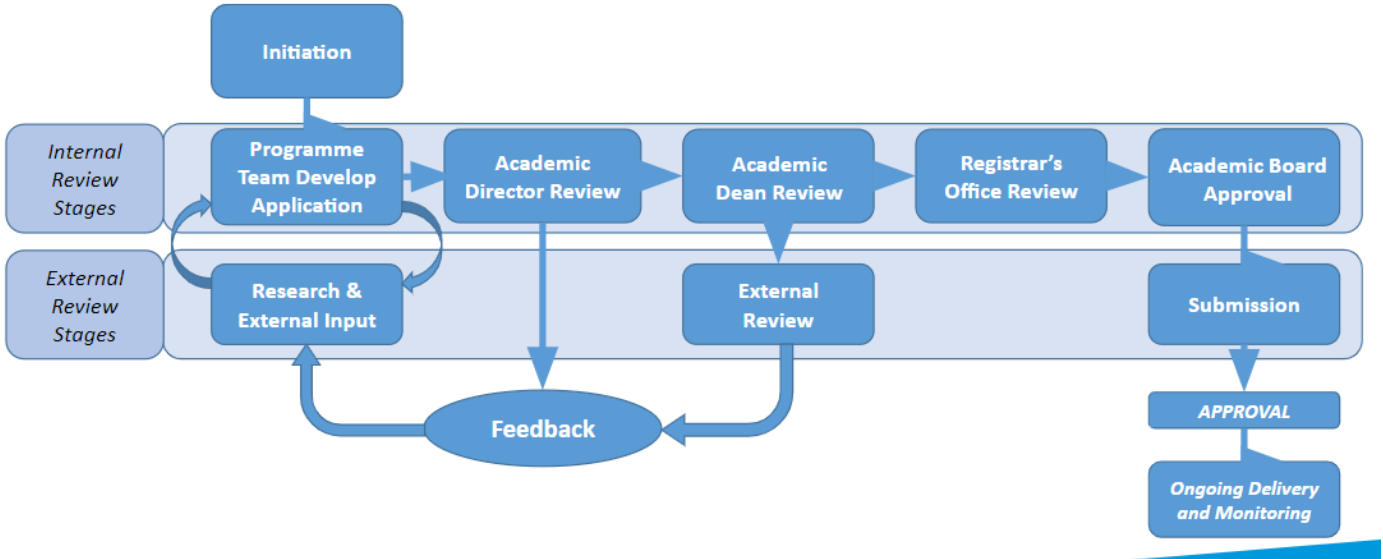 Initiation
Internal
Review
Stages
Programme
Team Develop
Application
Academic
Director Review
Academic
Dean Review
Registrar's
Office Review
Academic Board
Approval
External
Review
Stages
Research &
External Input
External
Review
Submission
Feedback
APPROVAL
Ongoing Delivery
and Monitoring